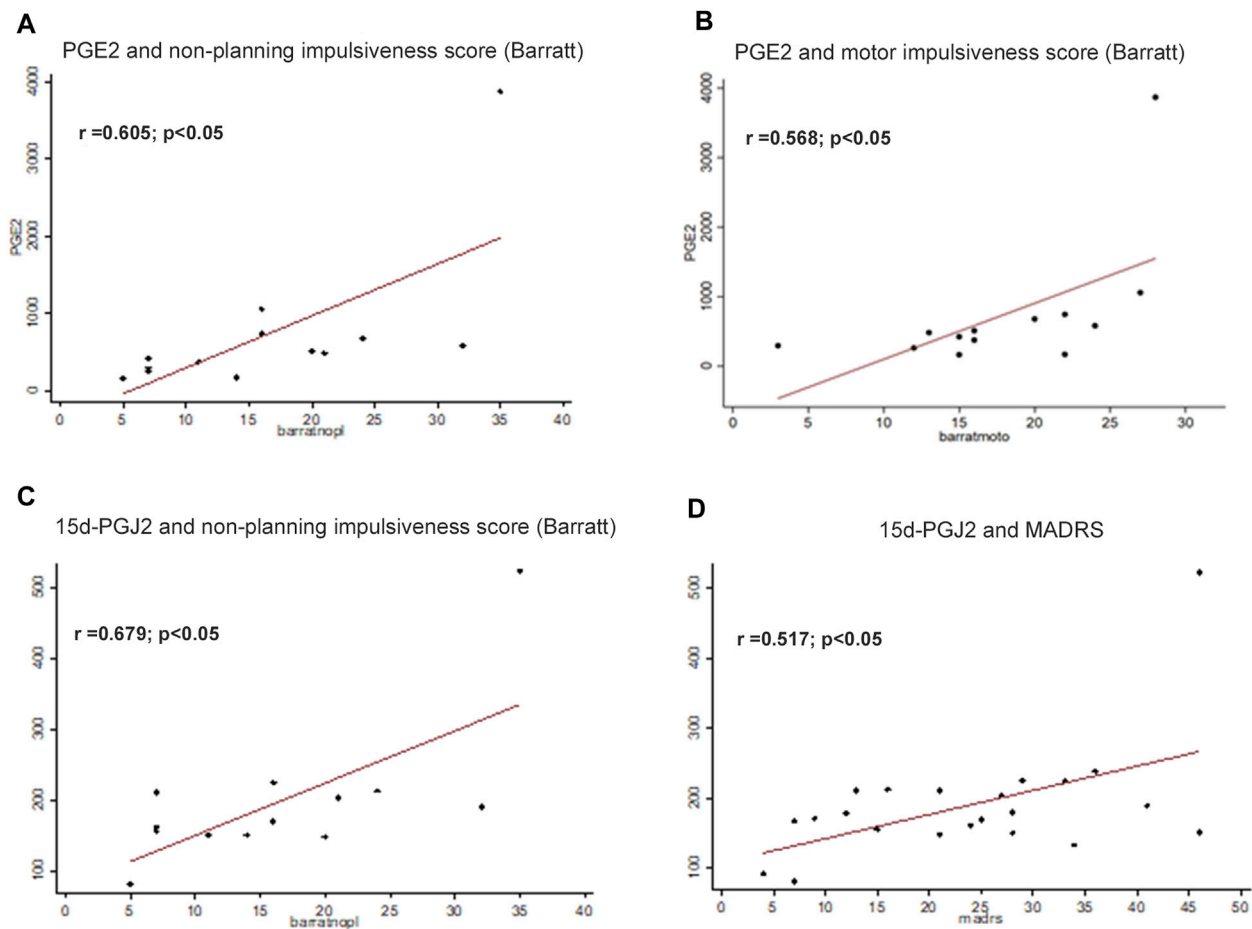 A
PGE2 and non-planning impulsiveness score (Barratt)
r =0.605; p<0.05
PGE2
4000
3000
2000
1000
0
0 5 10 15 20 25 30 35 40
barratnopl
B
PGE2 and motor impulsiveness score (Barratt)
r =0.568; p<0.05
PGE2
4000
3000
2000
1000
0
0 5 10 15 20 25 30
barratmoto
C
15d-PGJ2 and non-planning impulsiveness score (Barratt)
r =0.679; p<0.05
500
400
300
200
100
0 5 10 15 20 25 30 35 40
barratnopl
D
15d-PGJ2 and MADRS
r =0.517; p<0.05
500
400
300
200
100
0 5 10 15 20 25 30 35 40 45 50
madrs